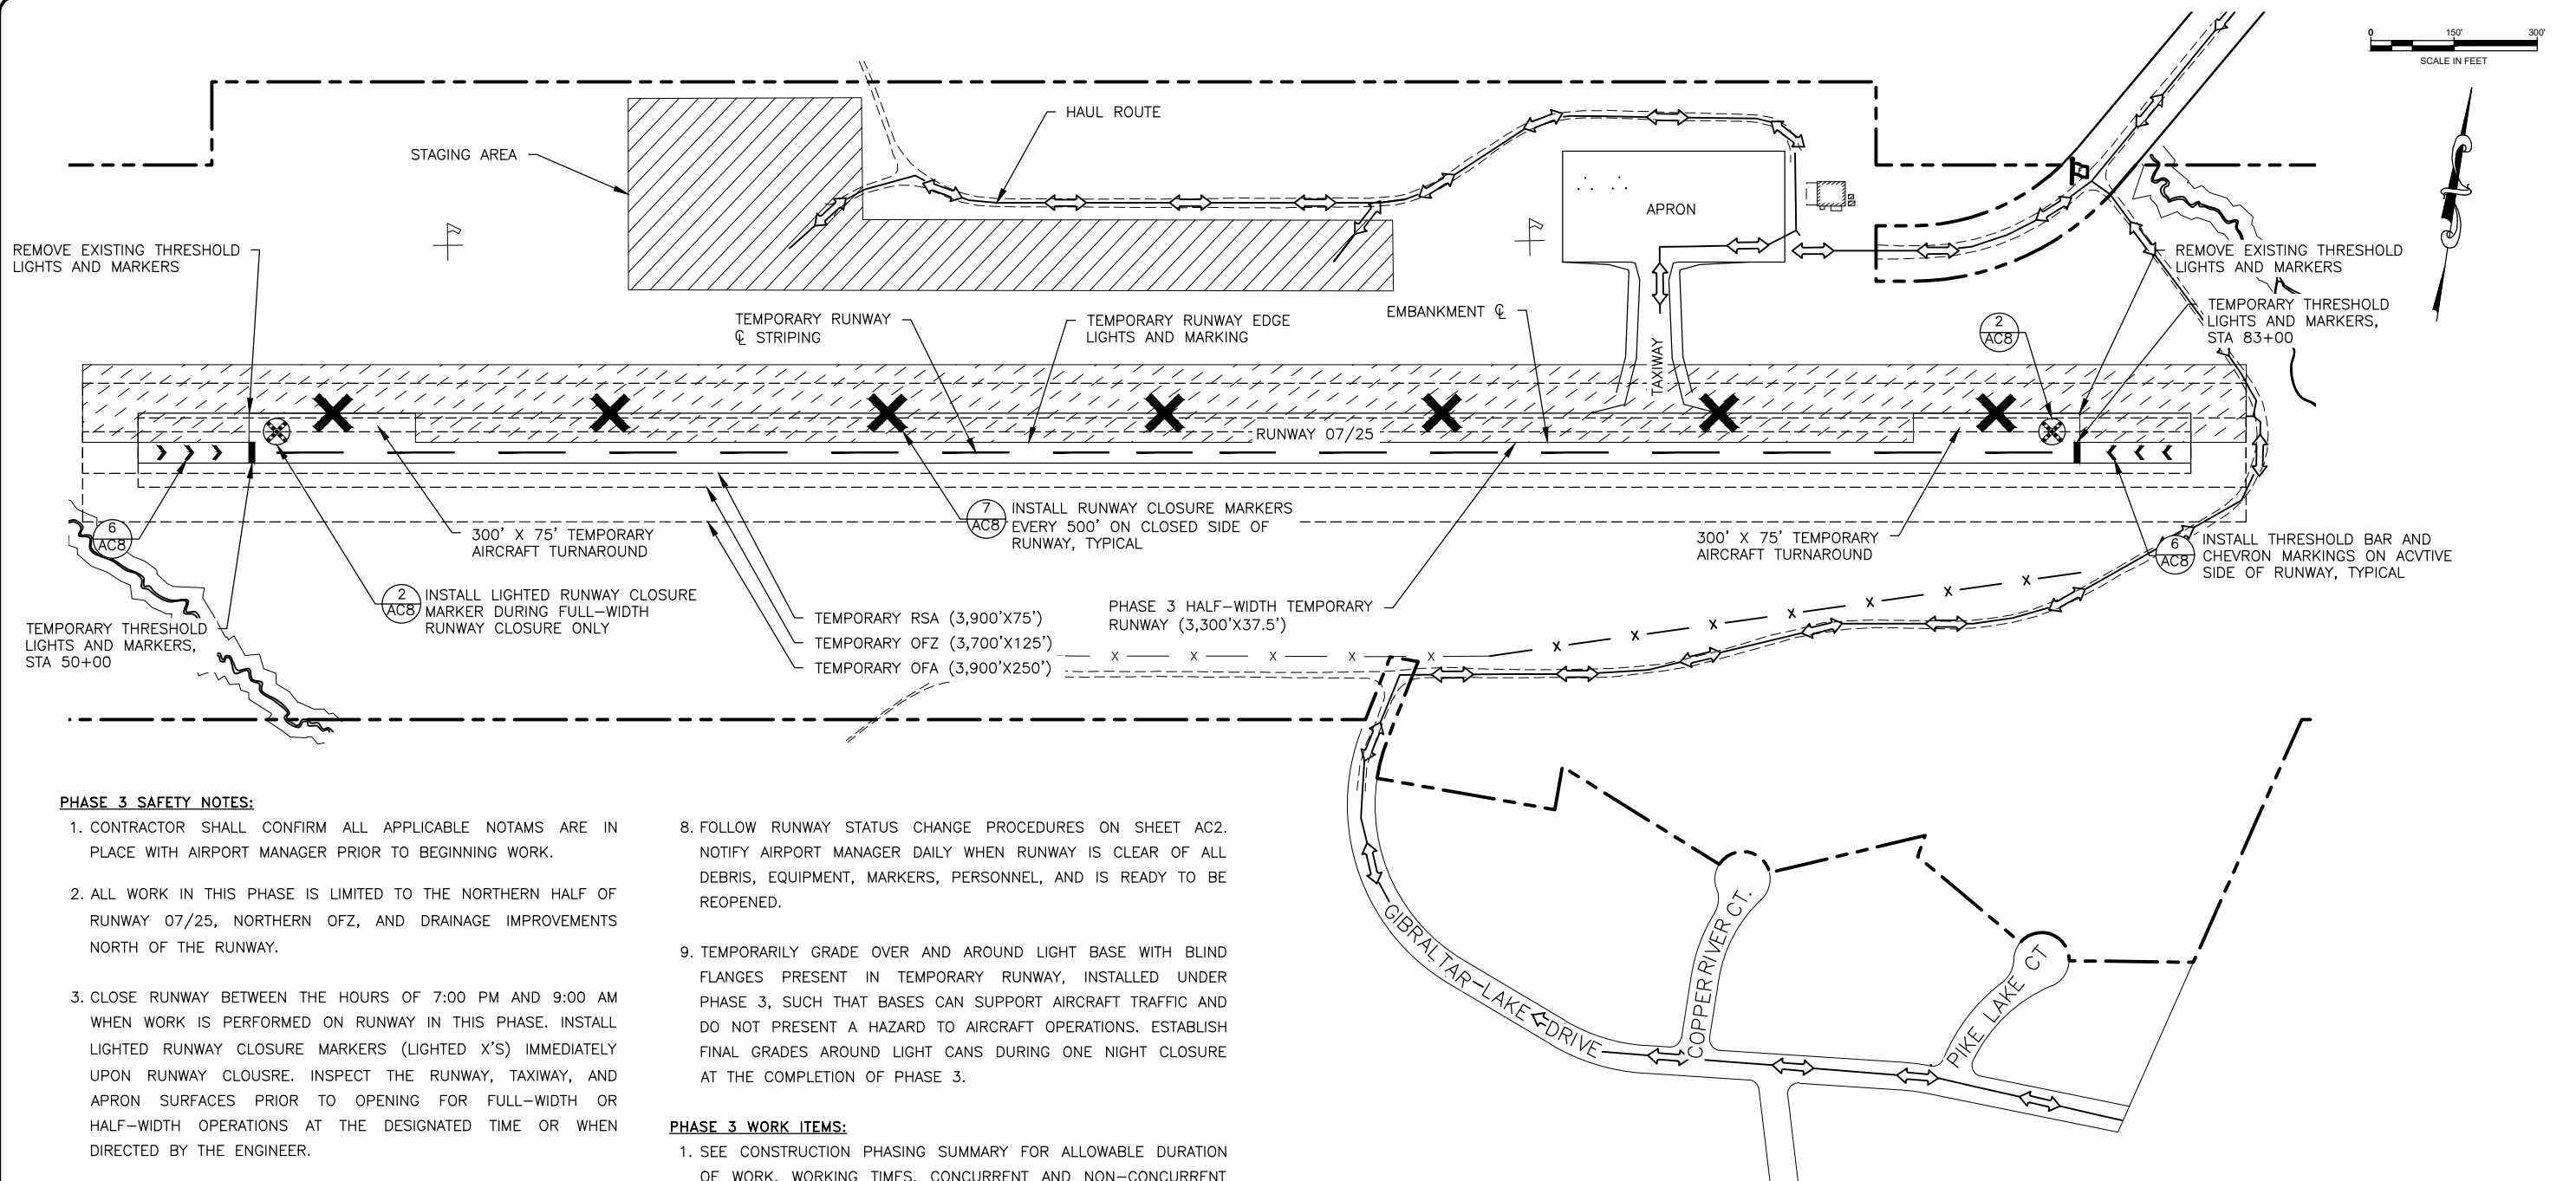 0 150' 300'
SCALE IN FEET
HAUL ROUTE
STAGING AREA
APRON
REMOVE EXISTING THRESHOLD
LIGHTS AND MARKERS
REMOVE EXISTING THRESHOLD
LIGHTS AND MARKERS
TEMPORARY RUNWAY
℄ STRIPING
TEMPORARY RUNWAY EDGE
LIGHTS AND MARKING
EMBANKMENT ℄
TAXIWAY
2
AC8
TEMPORARY THRESHOLD
LIGHTS AND MARKERS,
STA 83+00
RUNWAY 07/25
6
AC8
300' X 75' TEMPORARY
AIRCRAFT TURNAROUND
7
AC8
INSTALL RUNWAY CLOSURE MARKERS
EVERY 500' ON CLOSED SIDE OF
RUNWAY, TYPICAL
300' X 75' TEMPORARY
AIRCRAFT TURNAROUND
6
AC8
INSTALL THRESHOLD BAR AND
CHEVRON MARKINGS ON ACVTIVE
SIDE OF RUNWAY, TYPICAL
2
AC8
INSTALL LIGHTED RUNWAY CLOSURE
MARKER DURING FULL-WIDTH
RUNWAY CLOSURE ONLY
TEMPORARY THRESHOLD
LIGHTS AND MARKERS,
STA 50+00
TEMPORARY RSA (3,900'X75')
TEMPORARY OFZ (3,700'X125')
TEMPORARY OFA (3,900'X250')
PHASE 3 HALF-WIDTH TEMPORARY
RUNWAY (3,300'X37.5')
GIBRALTAR-LAKE DRIVE
COPPER RIVER CT.
PIKE LAKE CT
PHASE 3 SAFETY NOTES:
1. CONTRACTOR SHALL CONFIRM ALL APPLICABLE NOTAMS ARE IN
PLACE WITH AIRPORT MANAGER PRIOR TO BEGINNING WORK.
2. ALL WORK IN THIS PHASE IS LIMITED TO THE NORTHERN HALF OF
RUNWAY 07/25, NORTHERN OFZ, AND DRAINAGE IMPROVEMENTS
NORTH OF THE RUNWAY.
3. CLOSE RUNWAY BETWEEN THE HOURS OF 7:00 PM AND 9:00 AM
WHEN WORK IS PERFORMED ON RUNWAY IN THIS PHASE. INSTALL
LIGHTED RUNWAY CLOSURE MARKERS (LIGHTED X'S) IMMEDIATELY
UPON RUNWAY CLOUSRE. INSPECT THE RUNWAY, TAXIWAY, AND
APRON SURFACES PRIOR TO OPENING FOR FULL-WIDTH OR
HALF-WIDTH OPERATIONS AT THE DESIGNATED TIME OR WHEN
DIRECTED BY THE ENGINEER.
8. FOLLOW RUNWAY STATUS CHANGE PROCEDURES ON SHEET AC2.
NOTIFY AIRPORT MANAGER DAILY WHEN RUNWAY IS CLEAR OF ALL
DEBRIS, EQUIPMENT, MARKERS, PERSONNEL, AND IS READY TO BE
REOPENED.
9. TEMPORARILY GRADE OVER AND AROUND LIGHT BASE WITH BLIND
FLANGES PRESENT IN TEMPORARY RUNWAY, INSTALLED UNDER
PHASE 3, SUCH THAT BASES CAN SUPPORT AIRCRAFT TRAFFIC AND
DO NOT PRESENT A HAZARD TO AIRCRAFT OPERATIONS. ESTABLISH
FINAL GRADES AROUND LIGHT CANS DURING ONE NIGHT CLOSURE
AT THE COMPLETION OF PHASE 3.
PHASE 3 WORK ITEMS:
1. SEE CONSTRUCTION PHASING SUMMARY FOR ALLOWABLE DURATION
OF WORK, WORKING TIMES, CONCURRENT AND NON-CONCURRENT